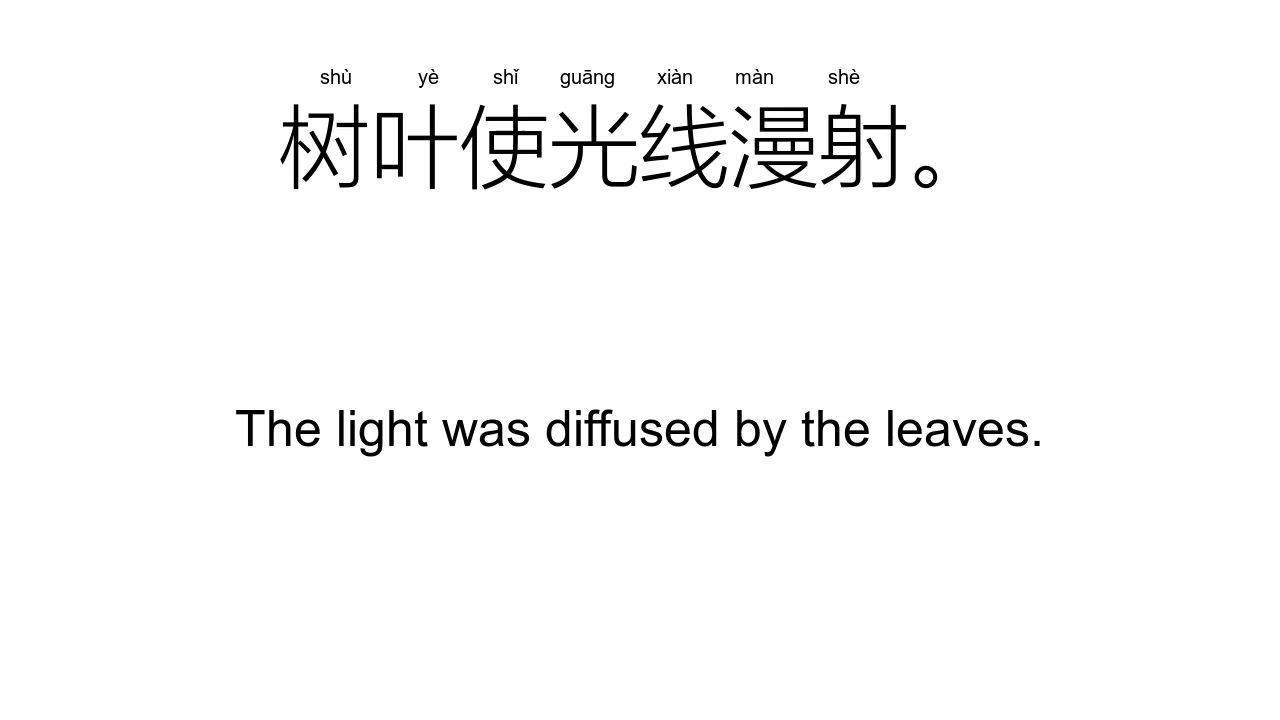 shù yè shǐ guāng xiàn màn shè
树叶使光线漫射。
The light was diffused by the leaves.